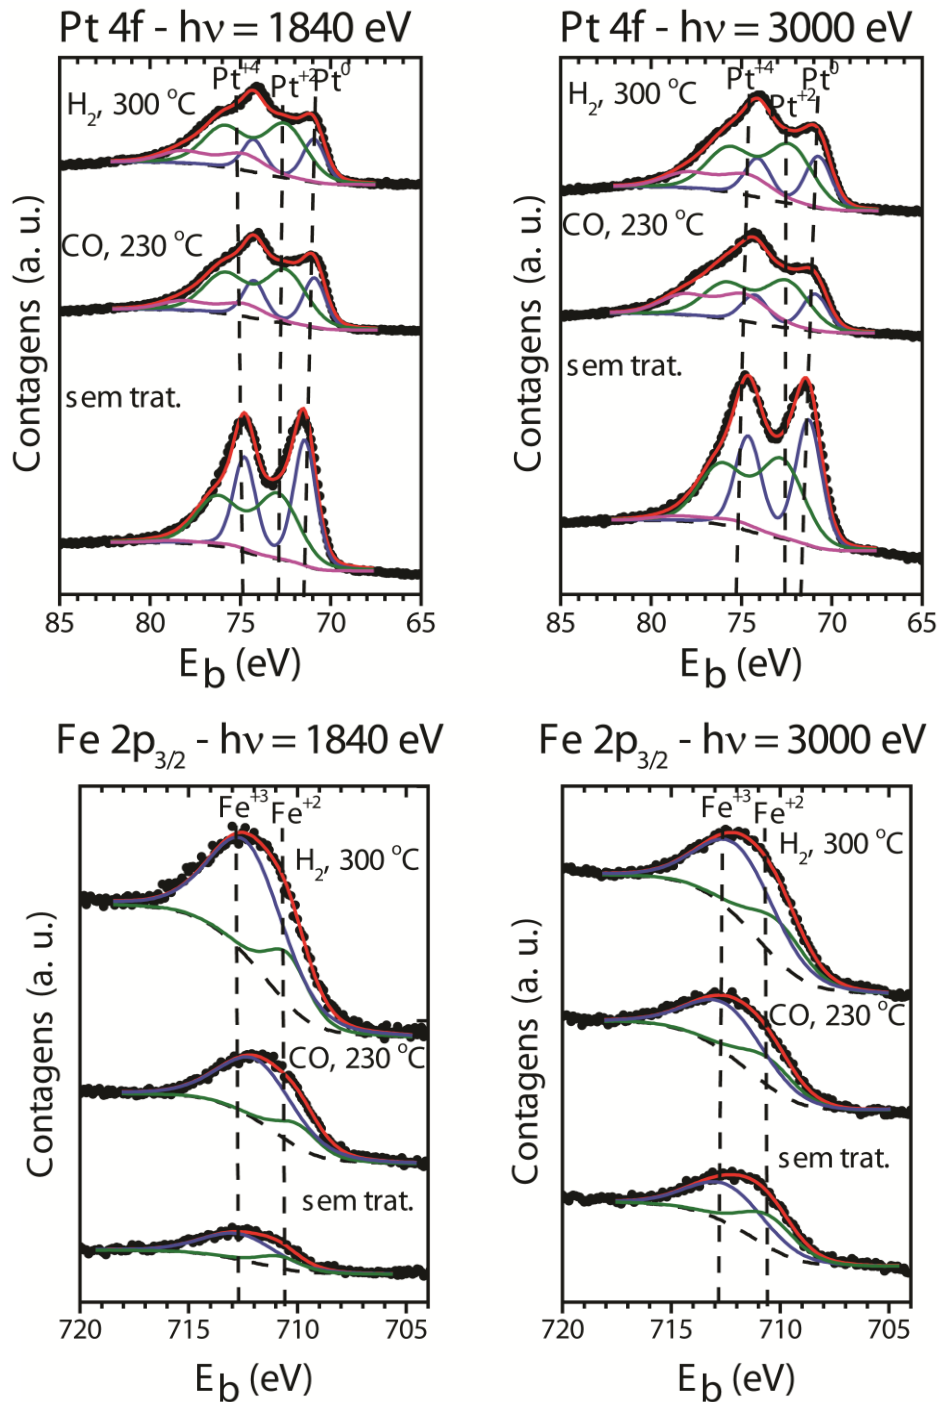 Pt 4f - hν = 1840 eV
Pt⁺⁴ Pt⁺² Pt⁰
H₂, 300 °C
CO, 230 °C
sem trat.
Contagens (a. u.)
85 80 75 70 65
E_b (eV)
Pt 4f - hν = 3000 eV
Pt⁺⁴ Pt⁺² Pt⁰
H₂, 300 °C
CO, 230 °C
sem trat.
Contagens (a. u.)
85 80 75 70 65
E_b (eV)
Fe 2p₃/₂ - hν = 1840 eV
Fe⁺³ Fe⁺²
H₂, 300 °C
CO, 230 °C
sem trat.
Contagens (a. u.)
720 715 710 705
E_b (eV)
Fe 2p₃/₂ - hν = 3000 eV
Fe⁺³ Fe⁺²
H₂, 300 °C
CO, 230 °C
sem trat.
Contagens (a. u.)
720 715 710 705
E_b (eV)